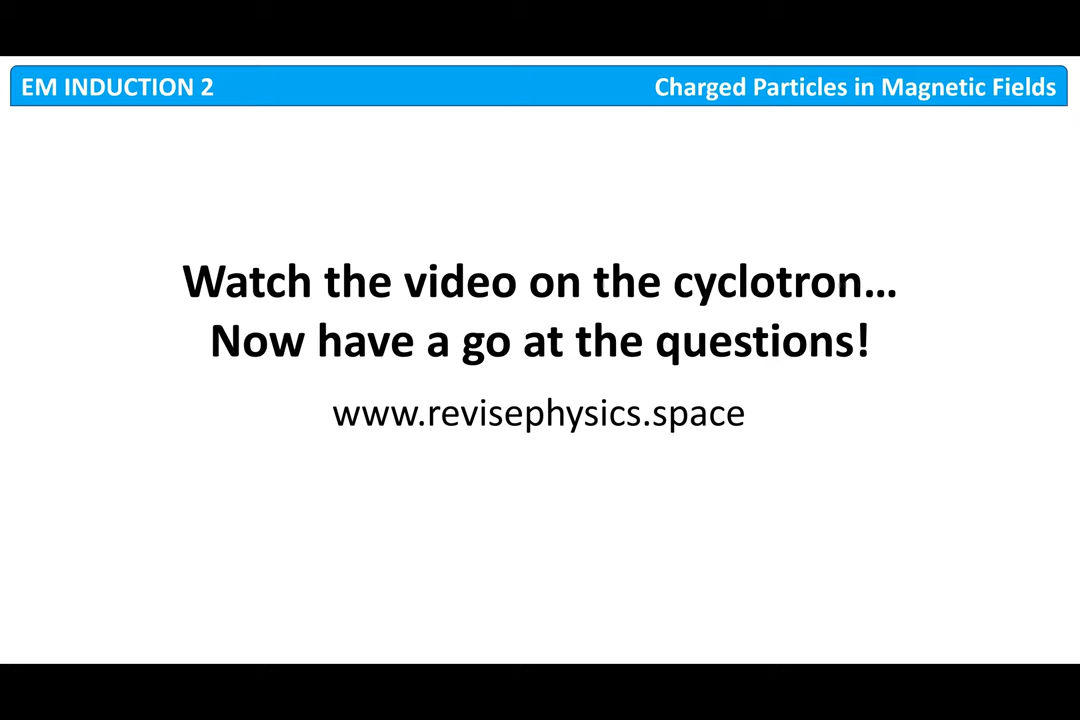 EM INDUCTION 2
Charged Particles in Magnetic Fields
Watch the video on the cyclotron…
Now have a go at the questions!
www.revisephysics.space